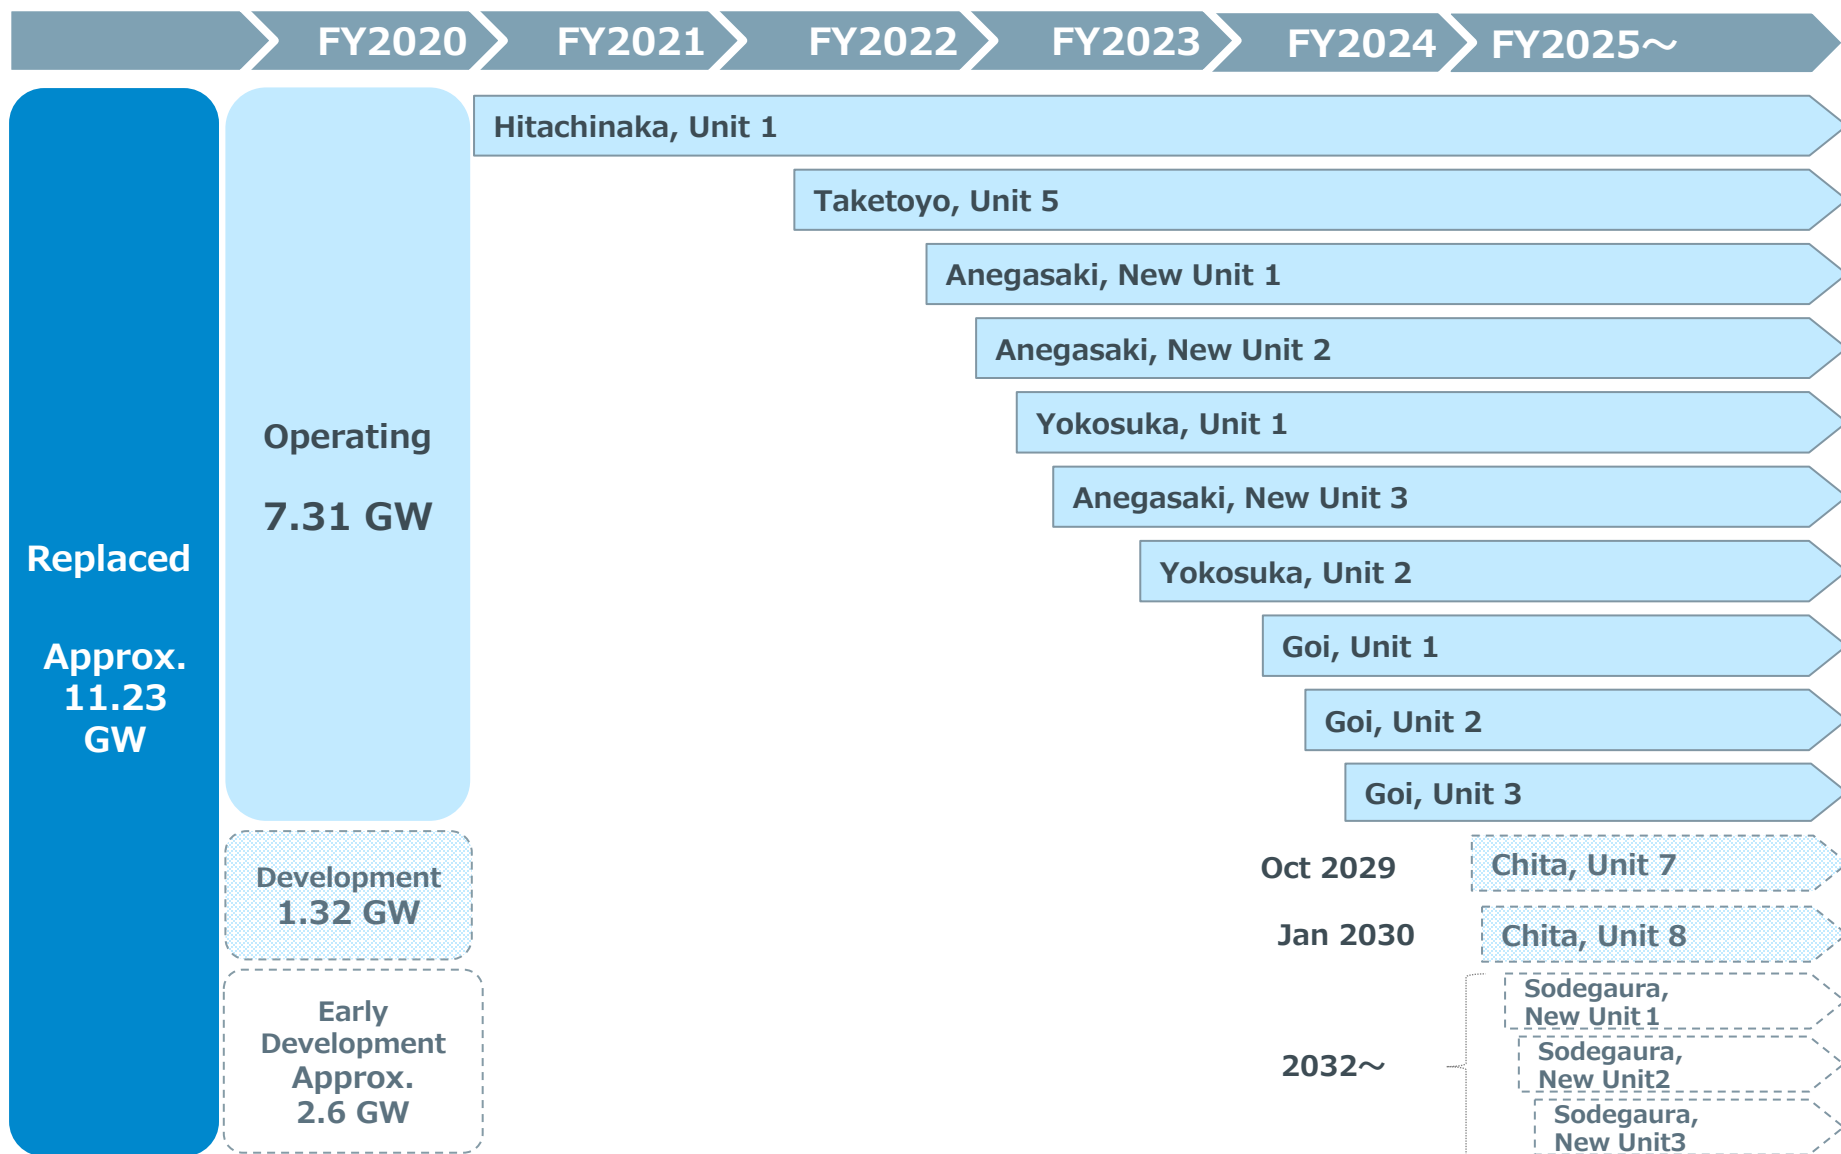 FY2020
FY2021
FY2022
FY2023
FY2024
FY2025～
Replaced
Approx.
11.23
GW
Operating
7.31 GW
Hitachinaka, Unit 1
Taketoyo, Unit 5
Anegasaki, New Unit 1
Anegasaki, New Unit 2
Yokosuka, Unit 1
Anegasaki, New Unit 3
Yokosuka, Unit 2
Goi, Unit 1
Goi, Unit 2
Goi, Unit 3
Development
1.32 GW
Oct 2029
Chita, Unit 7
Jan 2030
Chita, Unit 8
Early
Development
Approx.
2.6 GW
2032～
Sodegaura,
New Unit 1
Sodegaura,
New Unit2
Sodegaura,
New Unit3